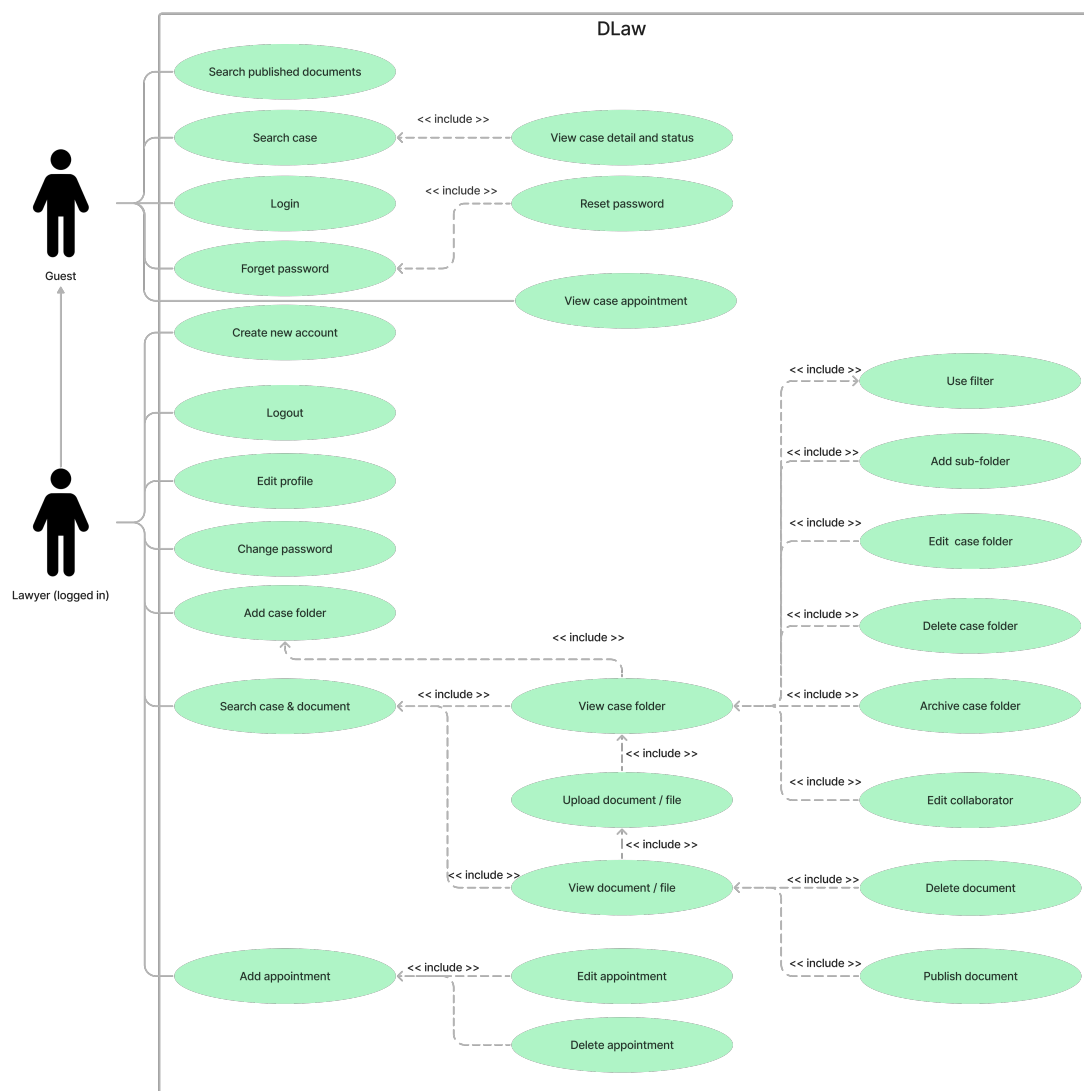 DLaw
Search published documents
<< include >>
Search case
View case detail and status
<< include >>
Login
Reset password
Forget password
Guest
View case appointment
Create new account
<< include >>
Use filter
Logout
<< include >>
Add sub-folder
Edit profile
<< include >>
Edit  case folder
Change password
Lawyer (logged in)
Add case folder
<< include >>
Delete case folder
<< include >>
<< include >>
<< include >>
Search case & document
View case folder
Archive case folder
<< include >>
<< include >>
Upload document / file
Edit collaborator
<< include >>
<< include >>
<< include >>
View document / file
Delete document
<< include >>
<< include >>
Add appointment
Edit appointment
Publish document
Delete appointment